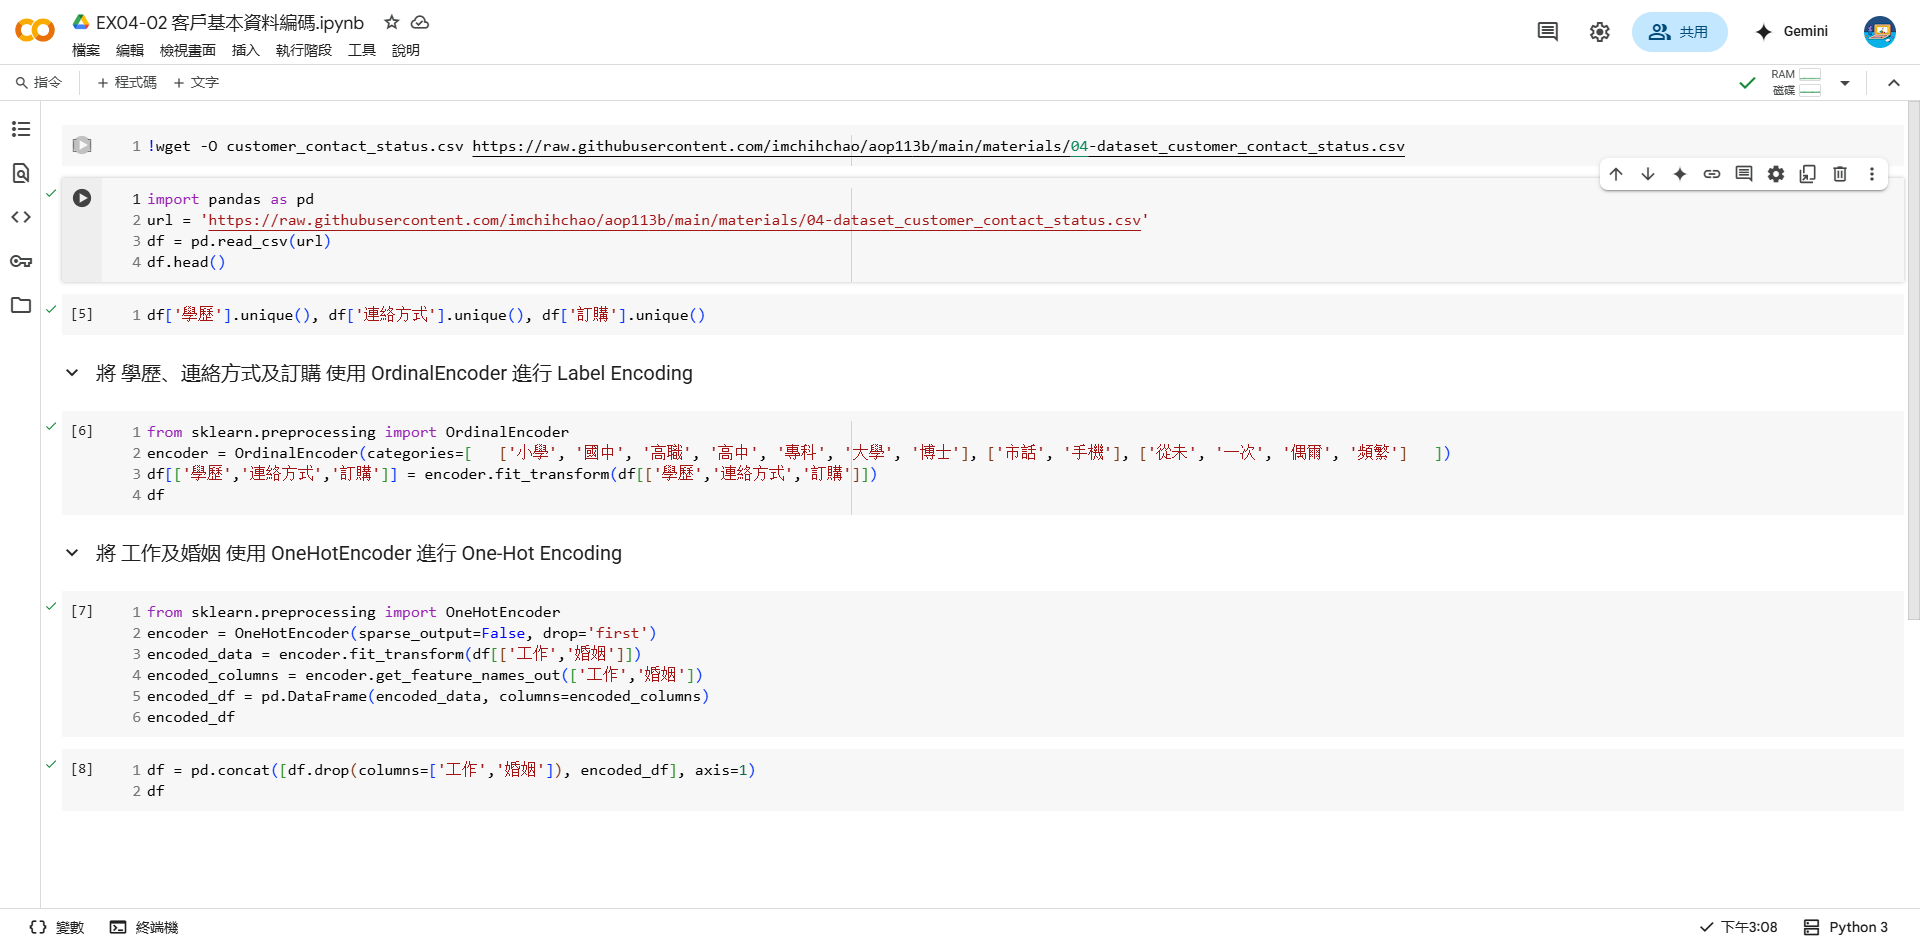 EX04-02 客戶基本資料編碼.ipynb
檔案 編輯 檢視畫面 插入 執行階段 工具 說明
共用
Gemini
指令 + 程式碼 + 文字
RAM
磁碟
1 !wget -O customer_contact_status.csv https://raw.githubusercontent.com/imchihchao/aop113b/main/materials/04-dataset_customer_contact_status.csv
1 import pandas as pd
2 url = 'https://raw.githubusercontent.com/imchihchao/aop113b/main/materials/04-dataset_customer_contact_status.csv'
3 df = pd.read_csv(url)
4 df.head()
[5] 1 df['學歷'].unique(), df['連絡方式'].unique(), df['訂購'].unique()
將 學歷、連絡方式及訂購 使用 OrdinalEncoder 進行 Label Encoding
[6] 1 from sklearn.preprocessing import OrdinalEncoder
2 encoder = OrdinalEncoder(categories=[   ['小學', '國中', '高職', '高中', '專科', '大學', '博士'], ['市話', '手機'], ['從未', '一次', '偶爾', '頻繁']   ])
3 df[['學歷','連絡方式','訂購']] = encoder.fit_transform(df[['學歷','連絡方式','訂購']])
4 df
將 工作及婚姻 使用 OneHotEncoder 進行 One-Hot Encoding
[7] 1 from sklearn.preprocessing import OneHotEncoder
2 encoder = OneHotEncoder(sparse_output=False, drop='first')
3 encoded_data = encoder.fit_transform(df[['工作','婚姻']])
4 encoded_columns = encoder.get_feature_names_out(['工作','婚姻'])
5 encoded_df = pd.DataFrame(encoded_data, columns=encoded_columns)
6 encoded_df
[8] 1 df = pd.concat([df.drop(columns=['工作','婚姻']), encoded_df], axis=1)
2 df
變數 終端機
下午3:08 Python 3